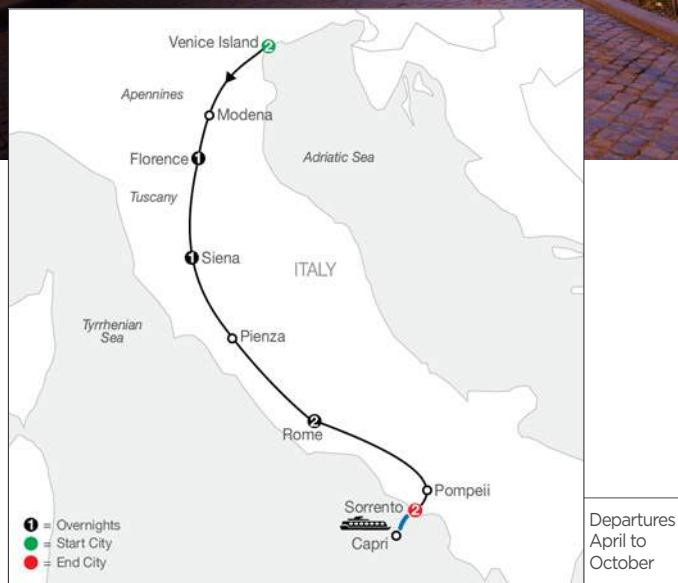 Venice Island 2
Apennines
Modena
Florence 1
Adriatic Sea
Tuscany
1 Siena
ITALY
Tyrrhenian
Sea
Pienza
2
Rome
Pompeii
Sorrento 2
Capri
1 = Overnights
= Start City
= End City
Departures
April to
October